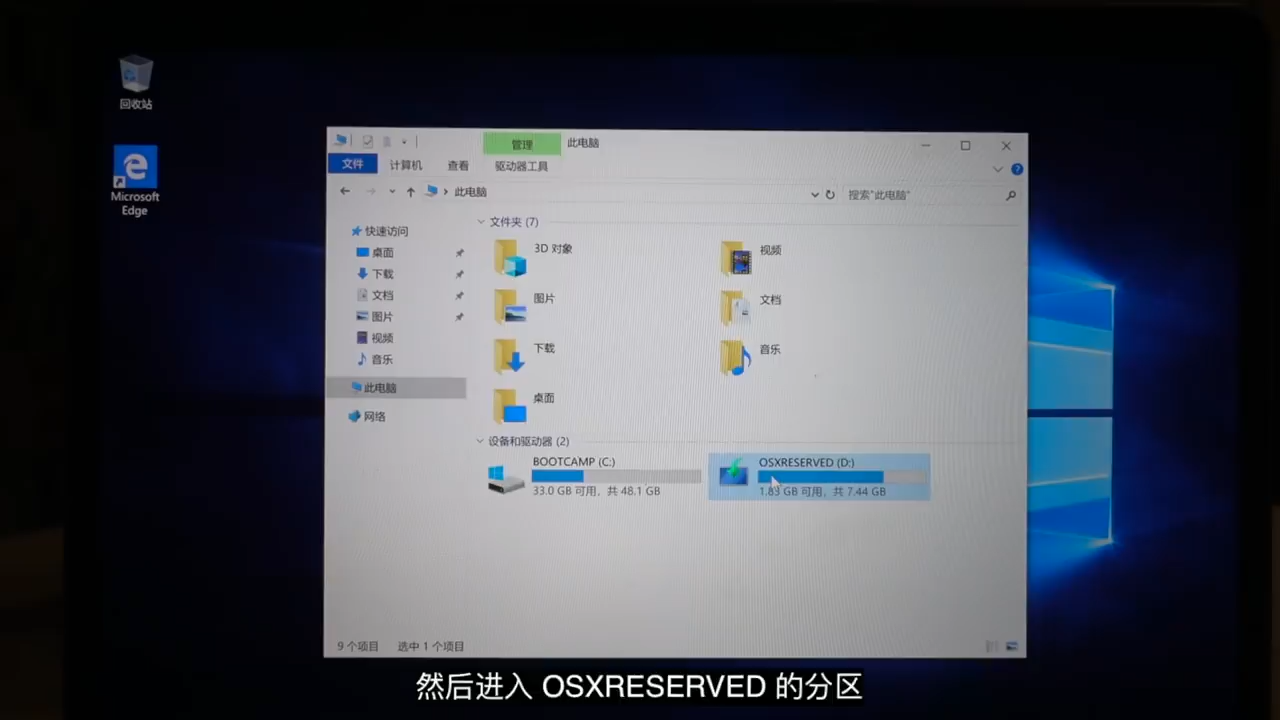 回收站
Microsoft
Edge
管理
此电脑
文件
计算机
查看
驱动器工具
此电脑
搜索"此电脑"
快速访问
桌面
下载
文档
图片
视频
音乐
此电脑
网络
文件夹 (7)
3D 对象
视频
图片
文档
下载
音乐
桌面
设备和驱动器 (2)
BOOTCAMP (C:)
33.0 GB 可用，共 48.1 GB
OSXRESERVED (D:)
1.83 GB 可用，共 7.44 GB
9 个项目
选中 1 个项目
然后进入 OSXRESERVED 的分区